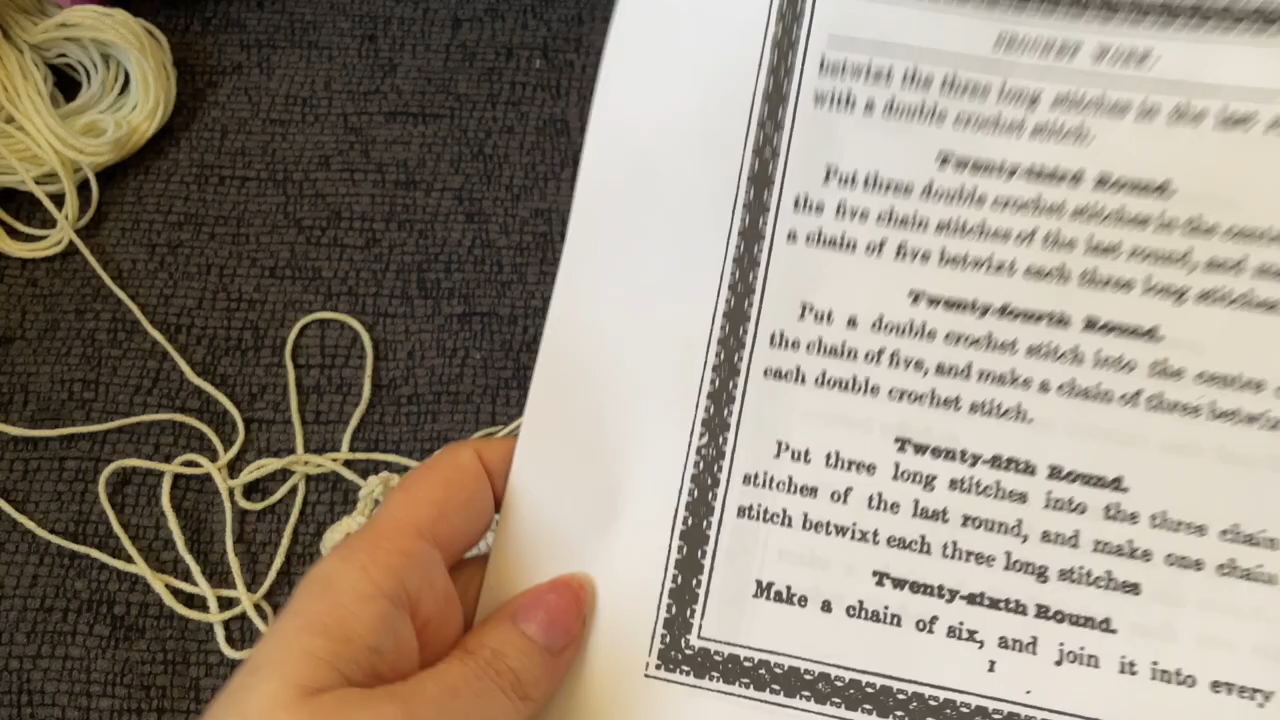 CROCHET WORK.
betwixt the three long stitches in the last
with a double crochet stitch.
Twenty-third Round.
Put three double crochet stitches in the centre
the five chain stitches of the last round, and
a chain of five betwixt each three long stitches
Twenty-fourth Round.
Put a double crochet stitch into the centre
the chain of five, and make a chain of three betwixt
each double crochet stitch.
Twenty-fifth Round.
Put three long stitches into the three chain
stitches of the last round, and make one chain
stitch betwixt each three long stitches
Twenty-sixth Round.
Make a chain of six, and join it into every
I